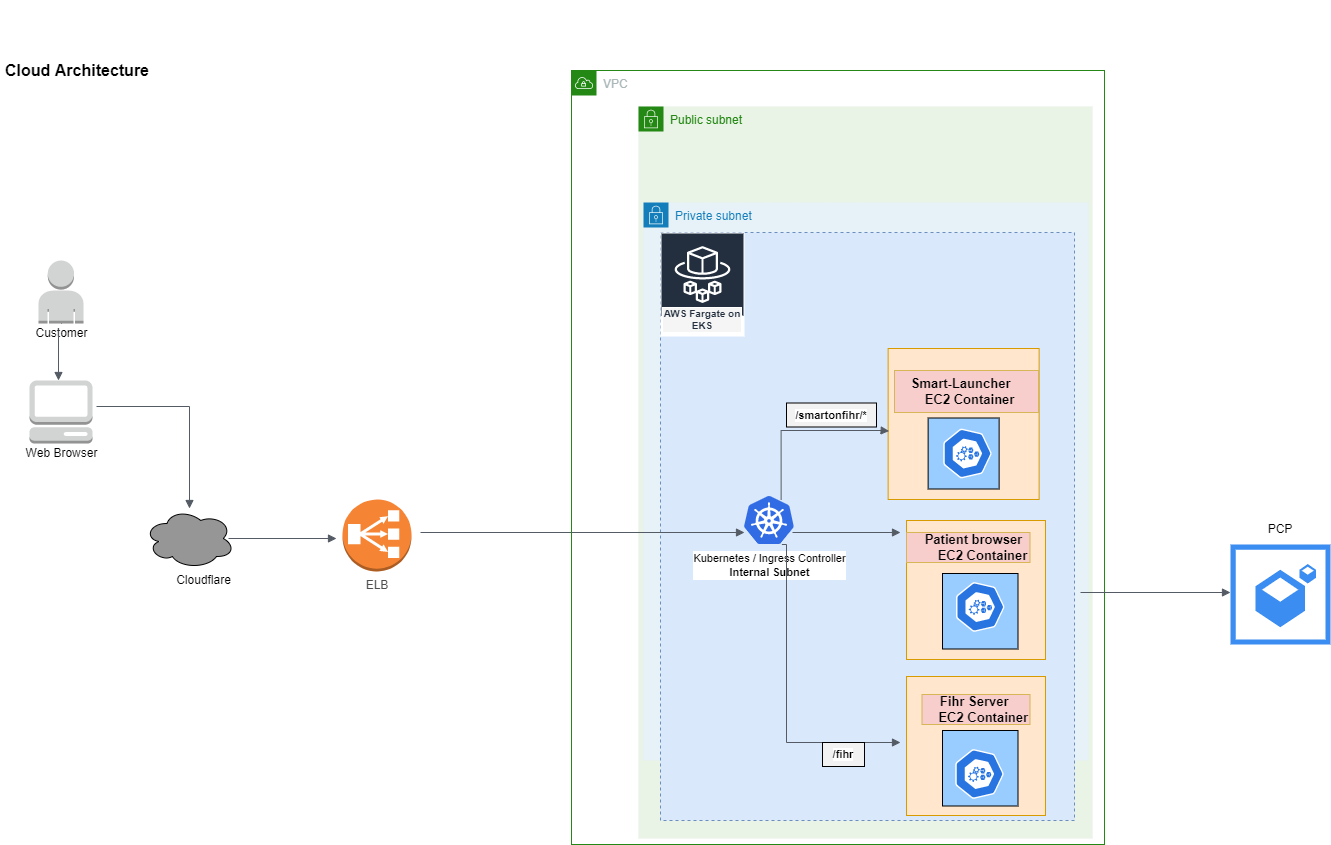 Cloud Architecture
VPC
Public subnet
Private subnet
AWS Fargate on
EKS
Customer
Web Browser
Cloudflare
ELB
Kubernetes / Ingress Controller
Internal Subnet
/smartonfihr/*
Smart-Launcher
EC2 Container
Patient browser
EC2 Container
/fihr
Fihr Server
EC2 Container
PCP